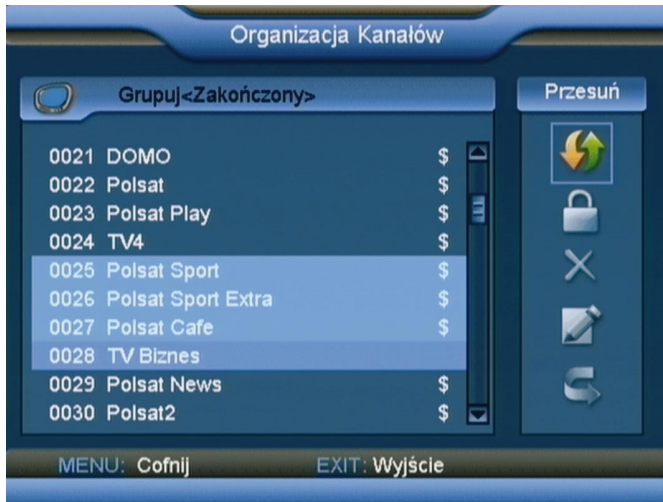 Organizacja Kanałów
Grupuj<Zakończony>
Przesuń
0021 DOMO $
0022 Polsat $
0023 Polsat Play $
0024 TV4 $
0025 Polsat Sport $
0026 Polsat Sport Extra $
0027 Polsat Cafe $
0028 TV Biznes
0029 Polsat News $
0030 Polsat2 $
MENU: Cofnij EXIT: Wyjście